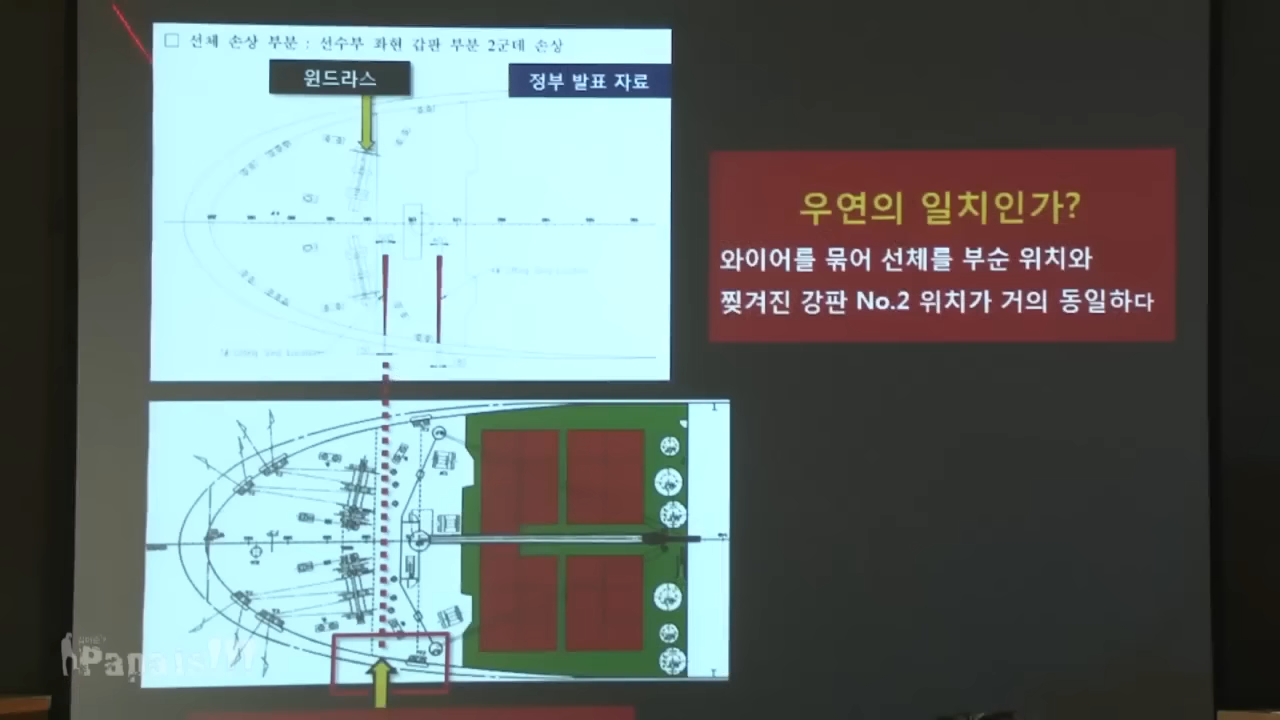 □ 선체 손상 부분 : 선수부 좌현 갑판 부분 2군데 손상
윈드라스
정부 발표 자료
우연의 일치인가?
와이어를 묶어 선체를 부순 위치와
찢겨진 강판 No.2 위치가 거의 동일하다
Panais